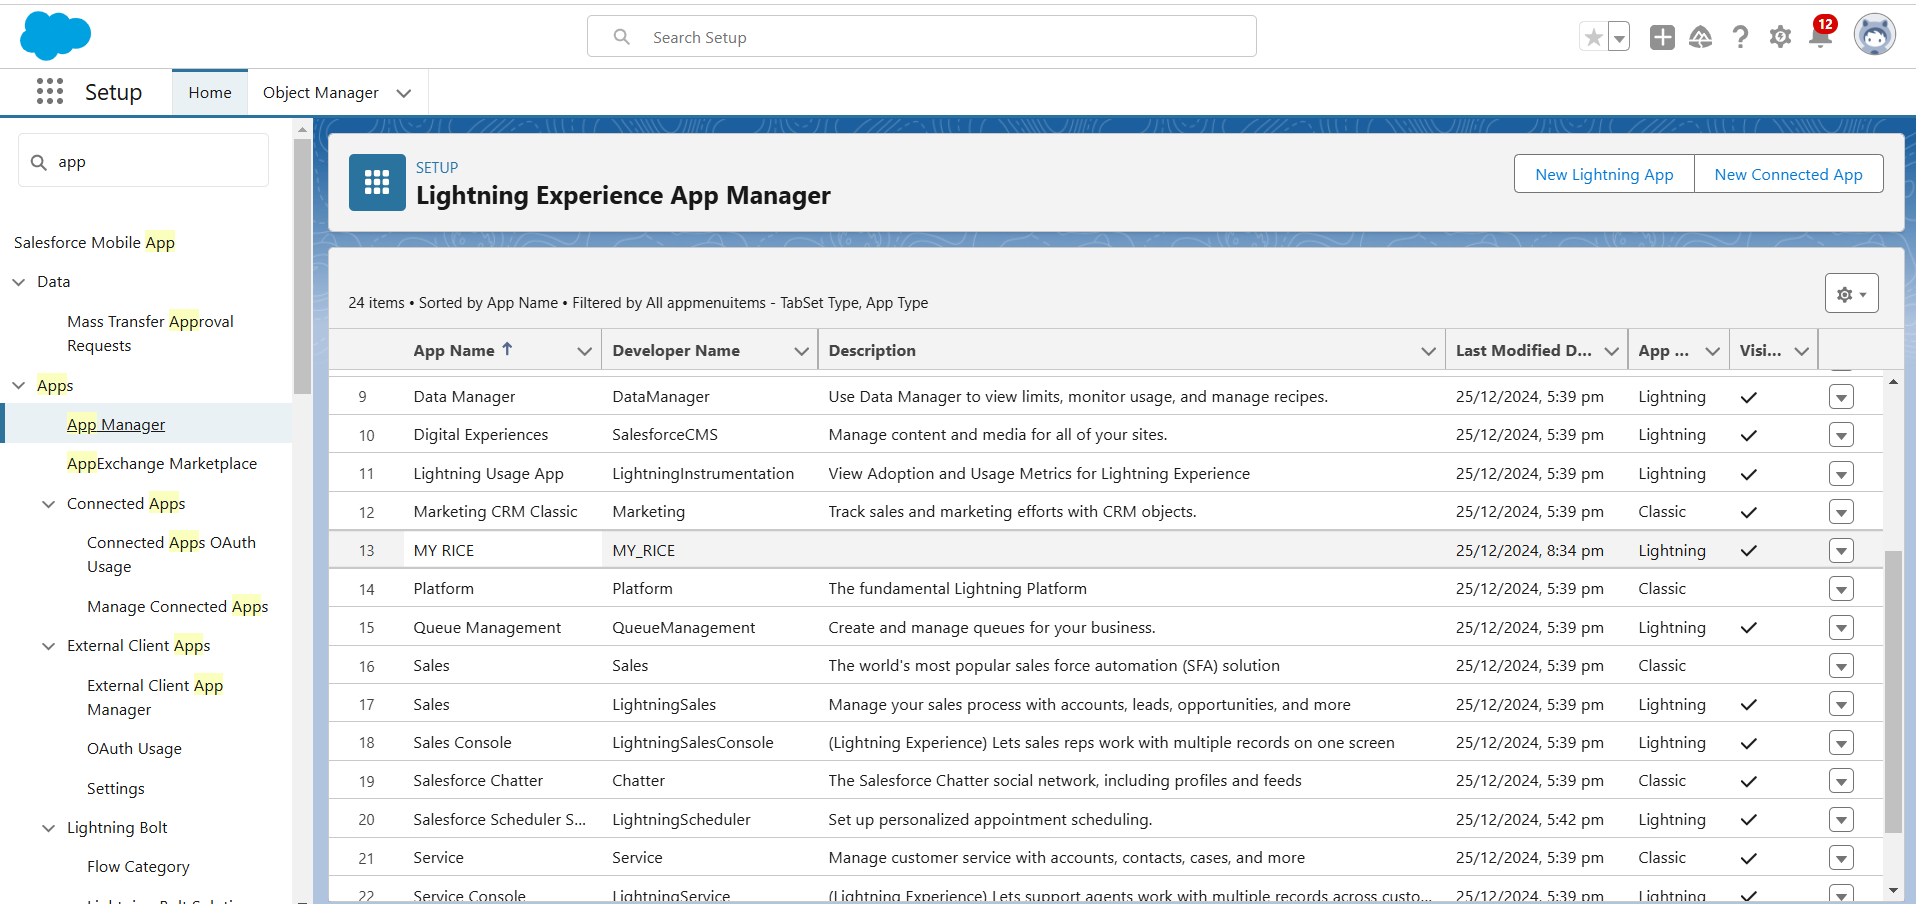 Search Setup
12
Setup
Home
Object Manager
app
Salesforce Mobile App
Data
Mass Transfer Approval
Requests
Apps
App Manager
AppExchange Marketplace
Connected Apps
Connected Apps OAuth
Usage
Manage Connected Apps
External Client Apps
External Client App
Manager
OAuth Usage
Settings
Lightning Bolt
Flow Category
SETUP
Lightning Experience App Manager
New Lightning App
New Connected App
24 items • Sorted by App Name • Filtered by All appmenuitems - TabSet Type, App Type
App Name Developer Name Description Last Modified D... App ... Visi...
9 Data Manager DataManager Use Data Manager to view limits, monitor usage, and manage recipes. 25/12/2024, 5:39 pm Lightning
10 Digital Experiences SalesforceCMS Manage content and media for all of your sites. 25/12/2024, 5:39 pm Lightning
11 Lightning Usage App LightningInstrumentation View Adoption and Usage Metrics for Lightning Experience 25/12/2024, 5:39 pm Lightning
12 Marketing CRM Classic Marketing Track sales and marketing efforts with CRM objects. 25/12/2024, 5:39 pm Classic
13 MY RICE MY_RICE 25/12/2024, 8:34 pm Lightning
14 Platform Platform The fundamental Lightning Platform 25/12/2024, 5:39 pm Classic
15 Queue Management QueueManagement Create and manage queues for your business. 25/12/2024, 5:39 pm Lightning
16 Sales Sales The world's most popular sales force automation (SFA) solution 25/12/2024, 5:39 pm Classic
17 Sales LightningSales Manage your sales process with accounts, leads, opportunities, and more 25/12/2024, 5:39 pm Lightning
18 Sales Console LightningSalesConsole (Lightning Experience) Lets sales reps work with multiple records on one screen 25/12/2024, 5:39 pm Lightning
19 Salesforce Chatter Chatter The Salesforce Chatter social network, including profiles and feeds 25/12/2024, 5:39 pm Classic
20 Salesforce Scheduler S... LightningScheduler Set up personalized appointment scheduling. 25/12/2024, 5:42 pm Lightning
21 Service Service Manage customer service with accounts, contacts, cases, and more 25/12/2024, 5:39 pm Classic
22 Service Console LightningService (Lightning Experience) Lets support agents work with multiple records across custo... 25/12/2024, 5:39 pm Lightning